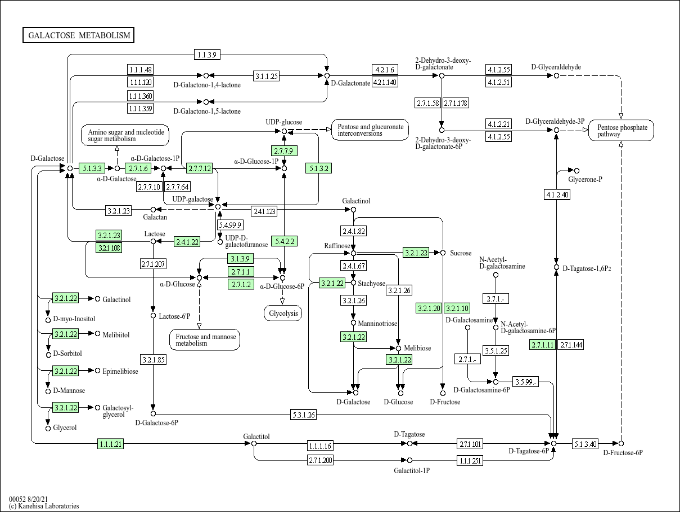 GALACTOSE METABOLISM
1.1.3.9
1.1.1.48
1.1.1.120
3.1.1.25
D-Galactono-1,4-lactone
1.1.1.360
1.1.1.359
D-Galactono-1,5-lactone
D-Galactonate
4.2.1.6
4.2.1.140
2-Dehydro-3-deoxy-
D-galactonate
4.1.2.55
4.1.2.51
D-Glyceraldehyde
2.7.1.58
2.7.1.178
2-Dehydro-3-deoxy-
D-galactonate-6P
4.1.2.21
4.1.2.55
D-Glyceraldehyde-3P
Pentose phosphate
pathway
Amino sugar and nucleotide
sugar metabolism
UDP-glucose
Pentose and glucuronate
interconversions
2.7.7.9
D-Galactose
5.1.3.3
α-D-Galactose
2.7.1.6
α-D-Galactose-1P
2.7.7.12
α-D-Glucose-1P
5.1.3.2
2.7.7.10
2.7.7.64
Glycerone-P
4.1.2.40
3.2.1.23
Galactan
UDP-galactose
2.4.1.123
Galactinol
5.4.99.9
UDP-D-
galactofuranose
3.2.1.23
3.2.1.108
Lactose
2.4.1.22
5.4.2.2
2.4.1.82
Raffinose
3.2.1.22
Sucrose
2.4.1.67
N-Acetyl-
D-galactosamine
D-Tagatose-1,6P2
2.7.1.207
3.1.3.9
2.7.1.1
2.7.1.2
α-D-Glucose
α-D-Glucose-6P
3.2.1.22
Stachyose
3.2.1.26
3.2.1.26
2.7.1.-
3.2.1.22
Galactinol
D-myo-Inositol
Lactose-6'P
Glycolysis
Manninotriose
3.2.1.20
3.2.1.10
D-Galactosamine
N-Acetyl-
D-galactosamine-6P
3.2.1.22
Melibiitol
D-Sorbitol
Fructose and mannose
metabolism
3.2.1.22
Melibiose
3.2.1.22
2.7.1.-
3.5.1.25
2.7.1.11
2.7.1.144
3.2.1.85
3.2.1.22
Epimelibiose
D-Mannose
D-Galactosamine-6P
3.5.99.-
D-Galactose
D-Glucose
D-Fructose
3.2.1.22
Galactosyl-
glycerol
Glycerol
D-Galactose-6P
5.3.1.26
1.1.1.21
Galactitol
1.1.1.16
D-Tagatose
2.7.1.101
D-Tagatose-6P
5.1.3.40
D-Fructose-6P
2.7.1.200
Galactitol-1P
1.1.1.251
00052 8/20/21
(c) Kanehisa Laboratories